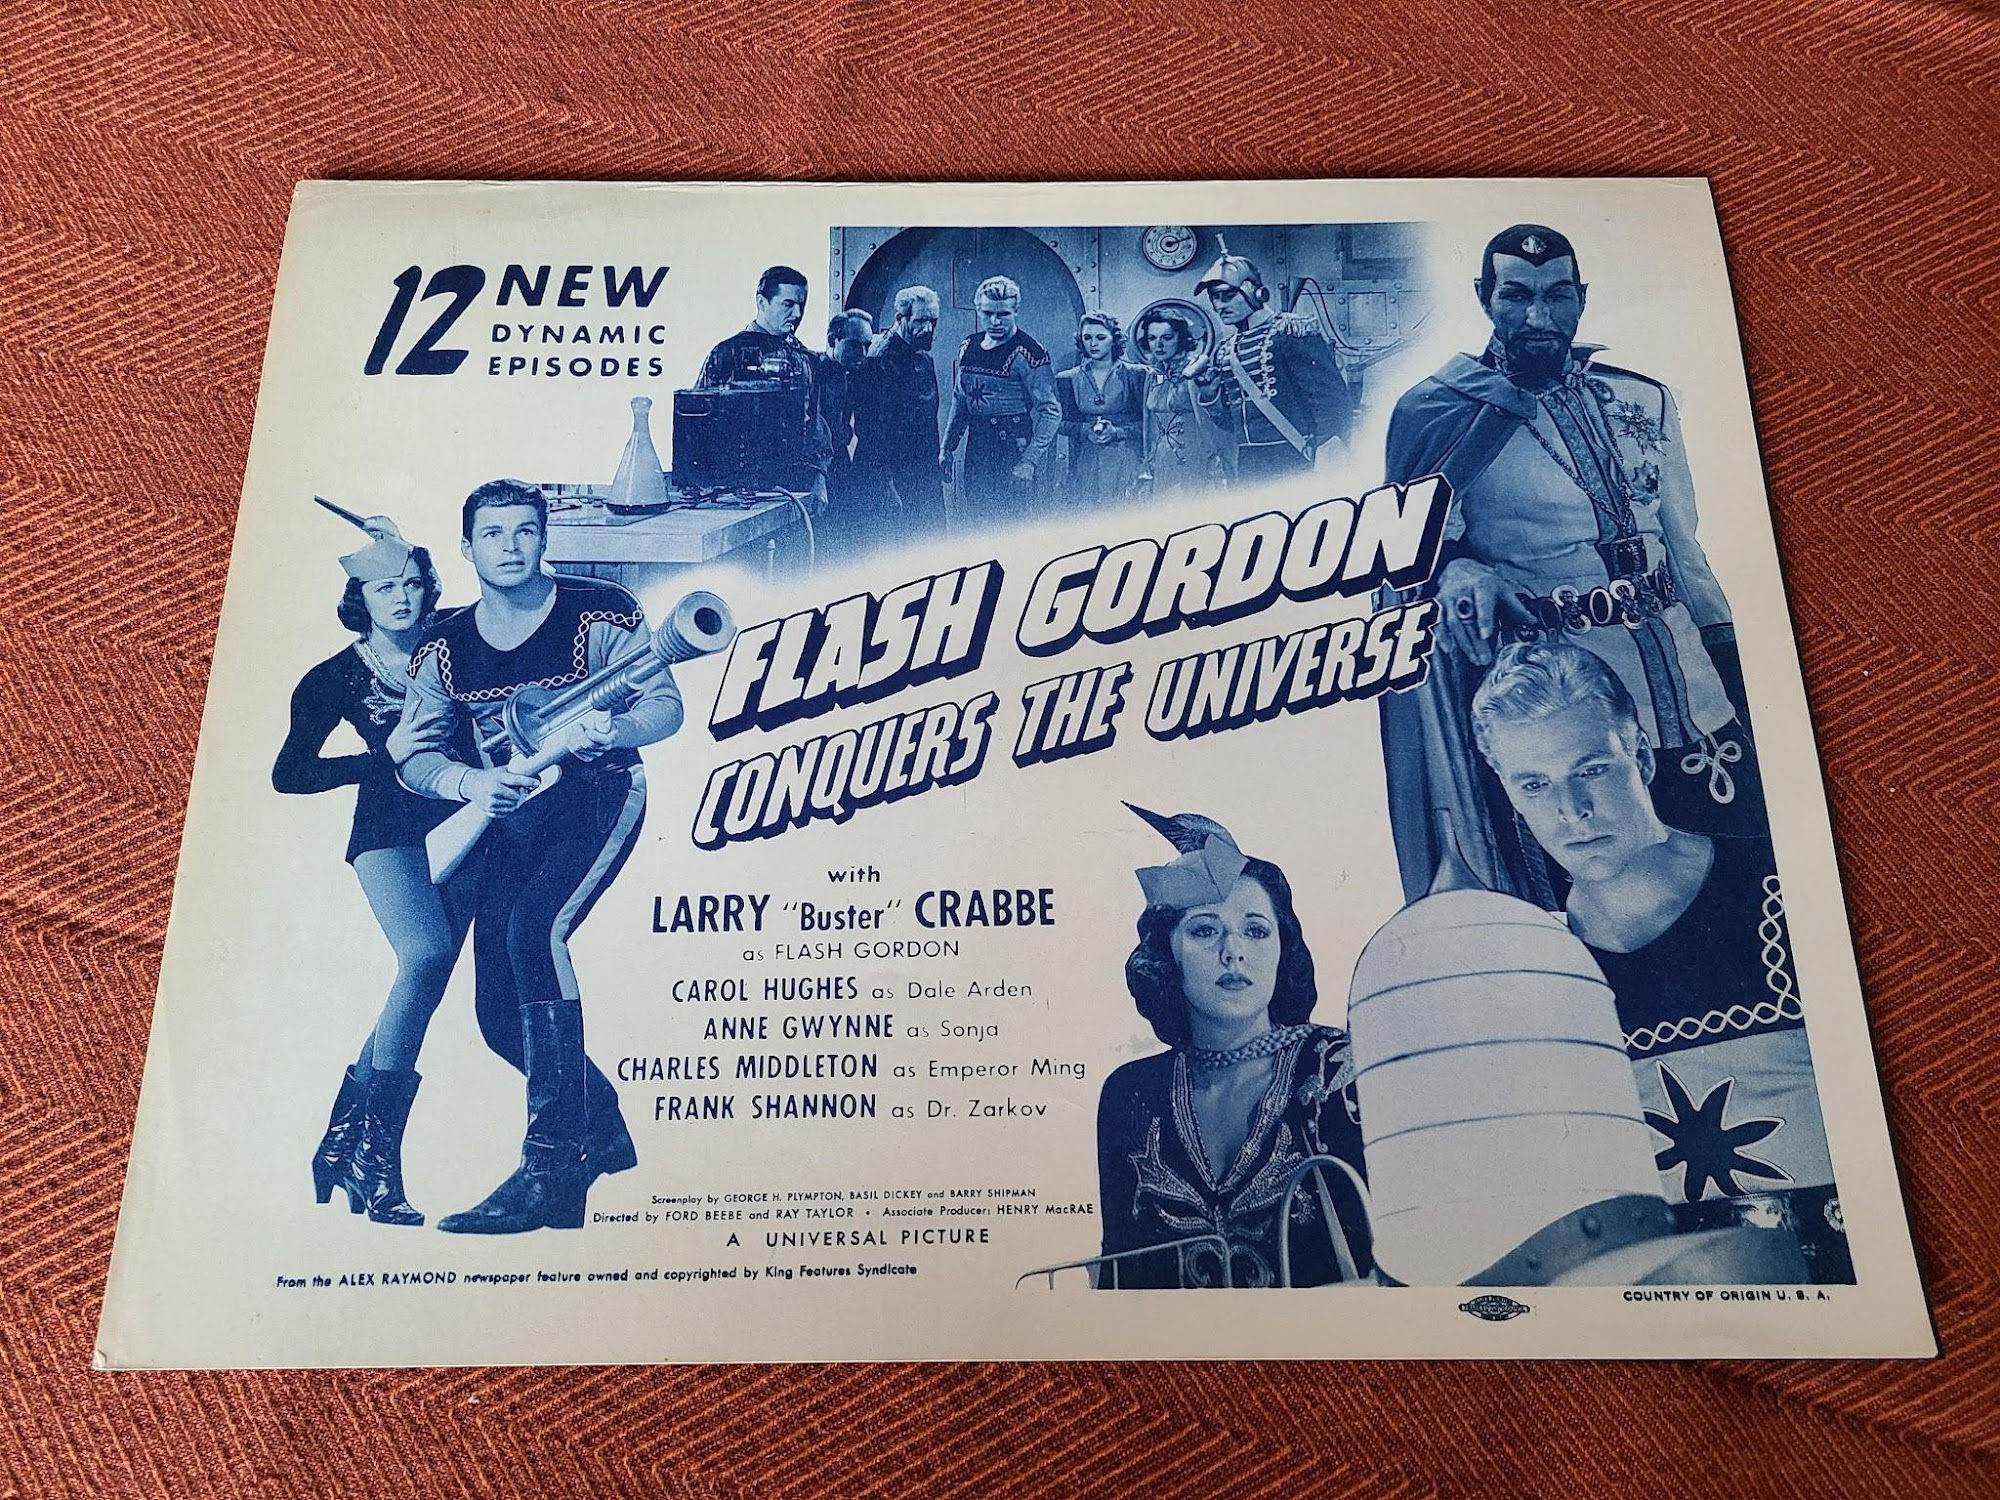 12 NEW
DYNAMIC
EPISODES
FLASH GORDON
CONQUERS THE UNIVERSE
with
LARRY "Buster" CRABBE
as FLASH GORDON
CAROL HUGHES as Dale Arden
ANNE GWYNNE as Sonja
CHARLES MIDDLETON as Emperor Ming
FRANK SHANNON as Dr. Zarkov
Screenplay by GEORGE H. PLYMPTON, BASIL DICKEY and BARRY SHIPMAN
Directed by FORD BEEBE and RAY TAYLOR • Associate Producer: HENRY MacRAE
A UNIVERSAL PICTURE
From the ALEX RAYMOND newspaper feature owned and copyrighted by King Features Syndicate
COUNTRY OF ORIGIN U. S. A.